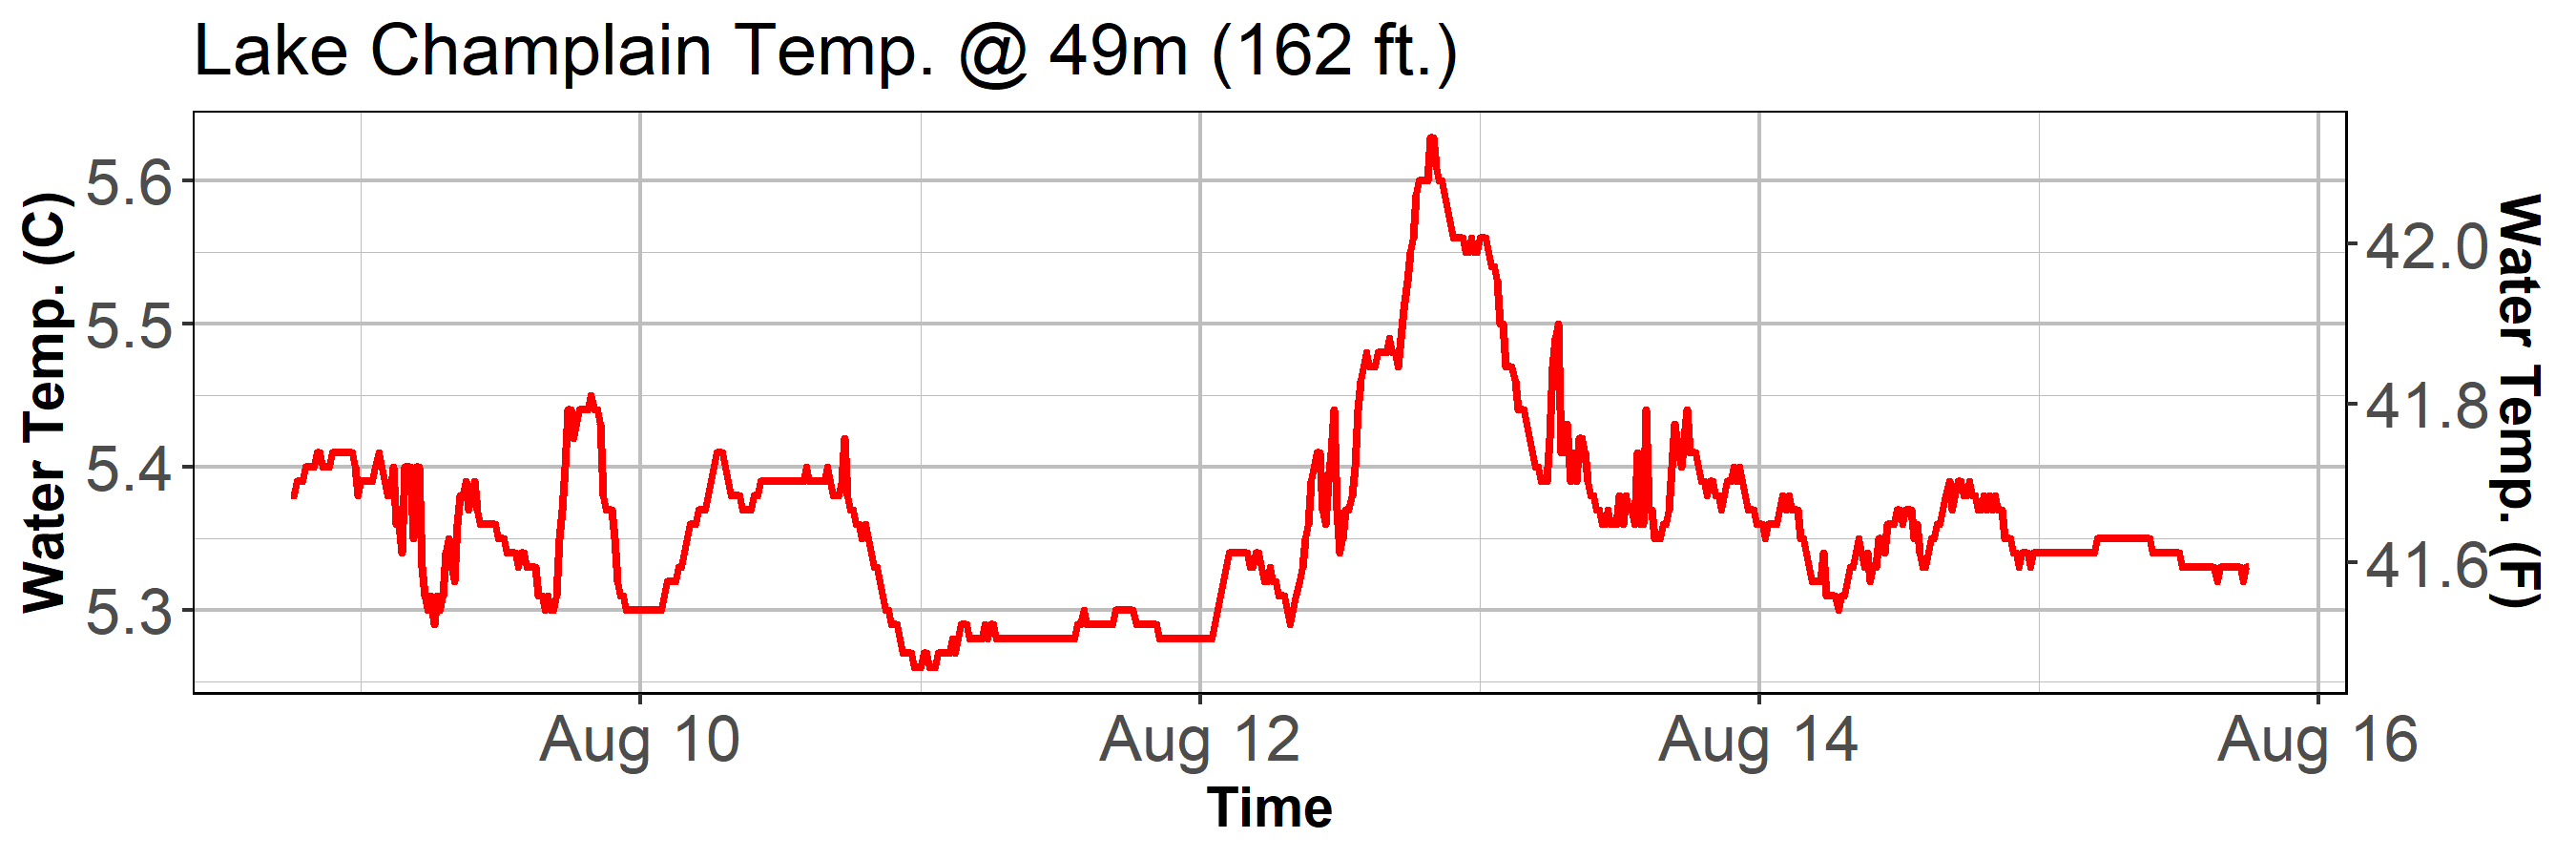 Lake Champlain Temp. @ 49m (162 ft.)
Water Temp. (C)
5.6
5.5
5.4
5.3
42.0
41.8
41.6
Water Temp. (F)
Aug 10
Aug 12
Aug 14
Aug 16
Time